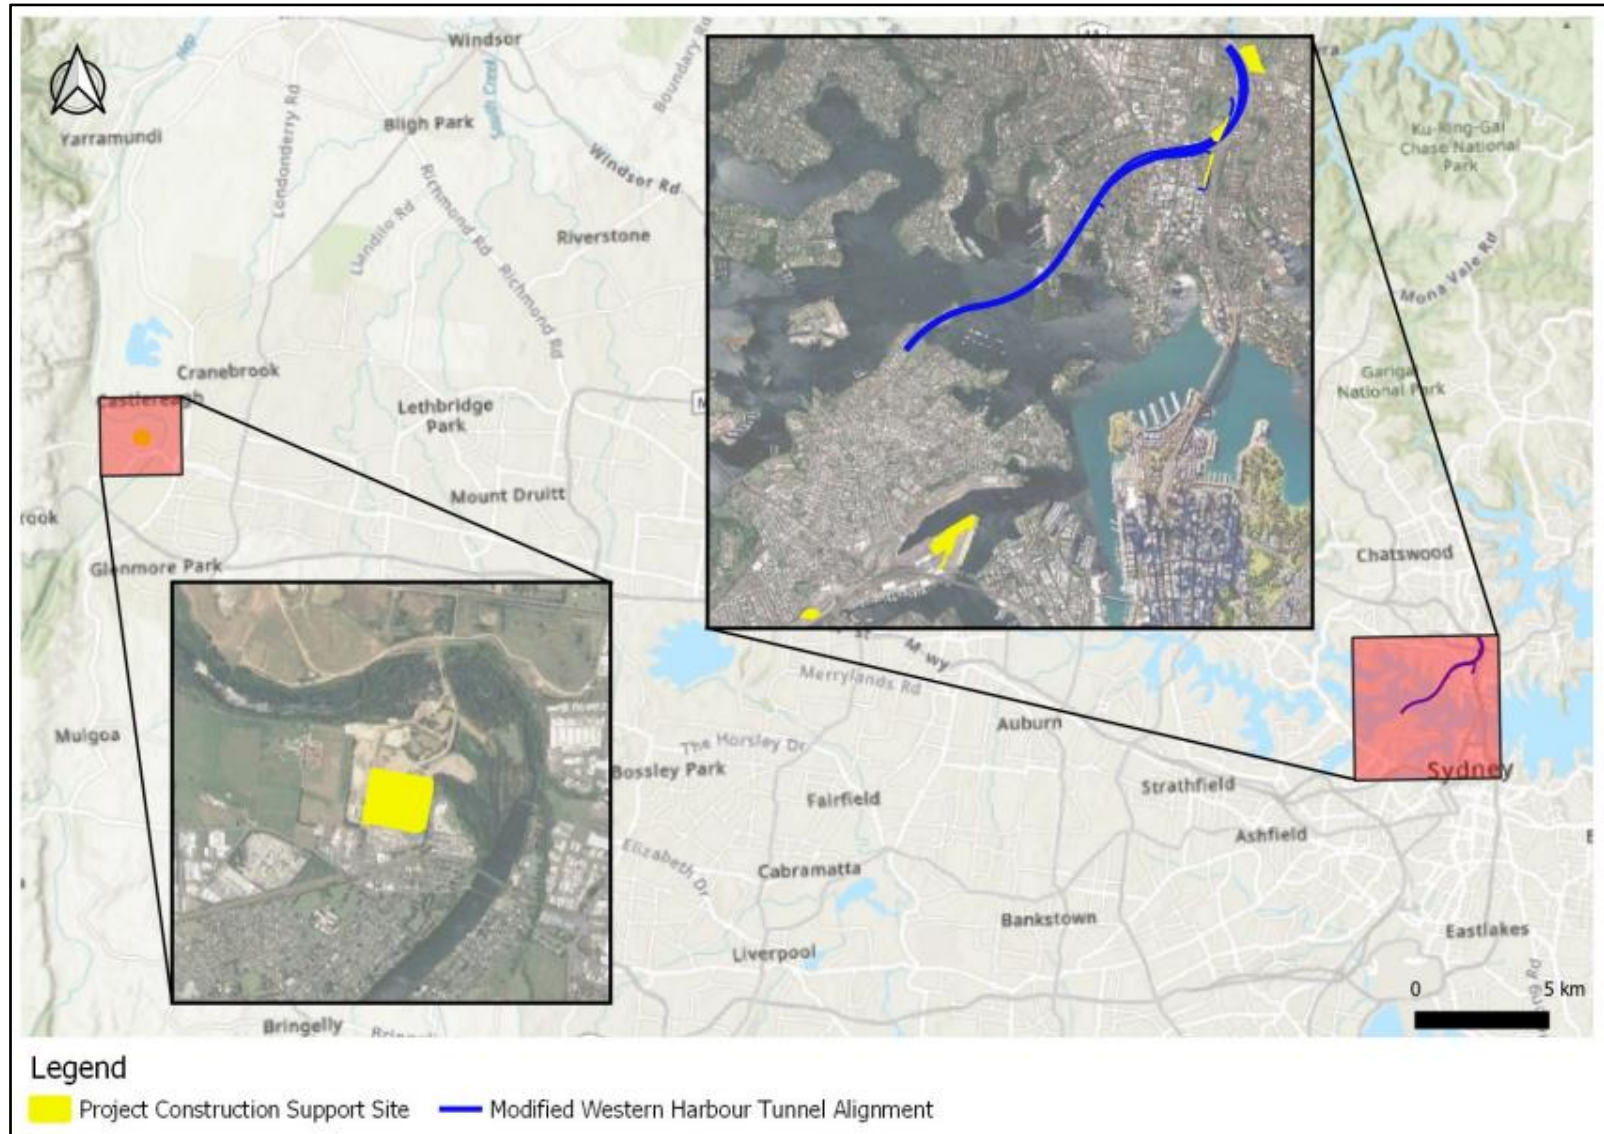 Windsor
Boundary Rd
Yarramundi
Bligh Park
South Creek
Londonderry Rd
Windsor Rd
Ku-Ring-Gai
Chase National
Park
Richmond Rd
Llandilo Rd
Riverstone
Richmond Rd
Mona Vale Rd
Cranebrook
Gariga
National Park
Castlereagh
Lethbridge
Park
M
Mount Druitt
rook
Chatswood
Glenmore Park
M-wy
Merrylands Rd
Auburn
Mulgoa
The Horsley Dr
Bossley Park
Sydney
Strathfield
Fairfield
Ashfield
Elizabeth Dr
Cabramatta
Bankstown
Eastlakes
Liverpool
0
5 km
Bringelly
Legend
Project Construction Support Site
Modified Western Harbour Tunnel Alignment